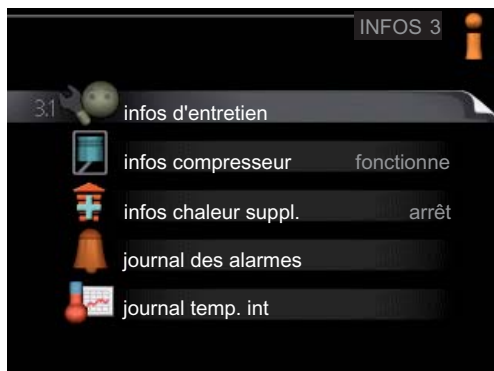 INFOS 3
3.1 infos d'entretien
infos compresseur fonctionne
infos chaleur suppl. arrêt
journal des alarmes
journal temp. int